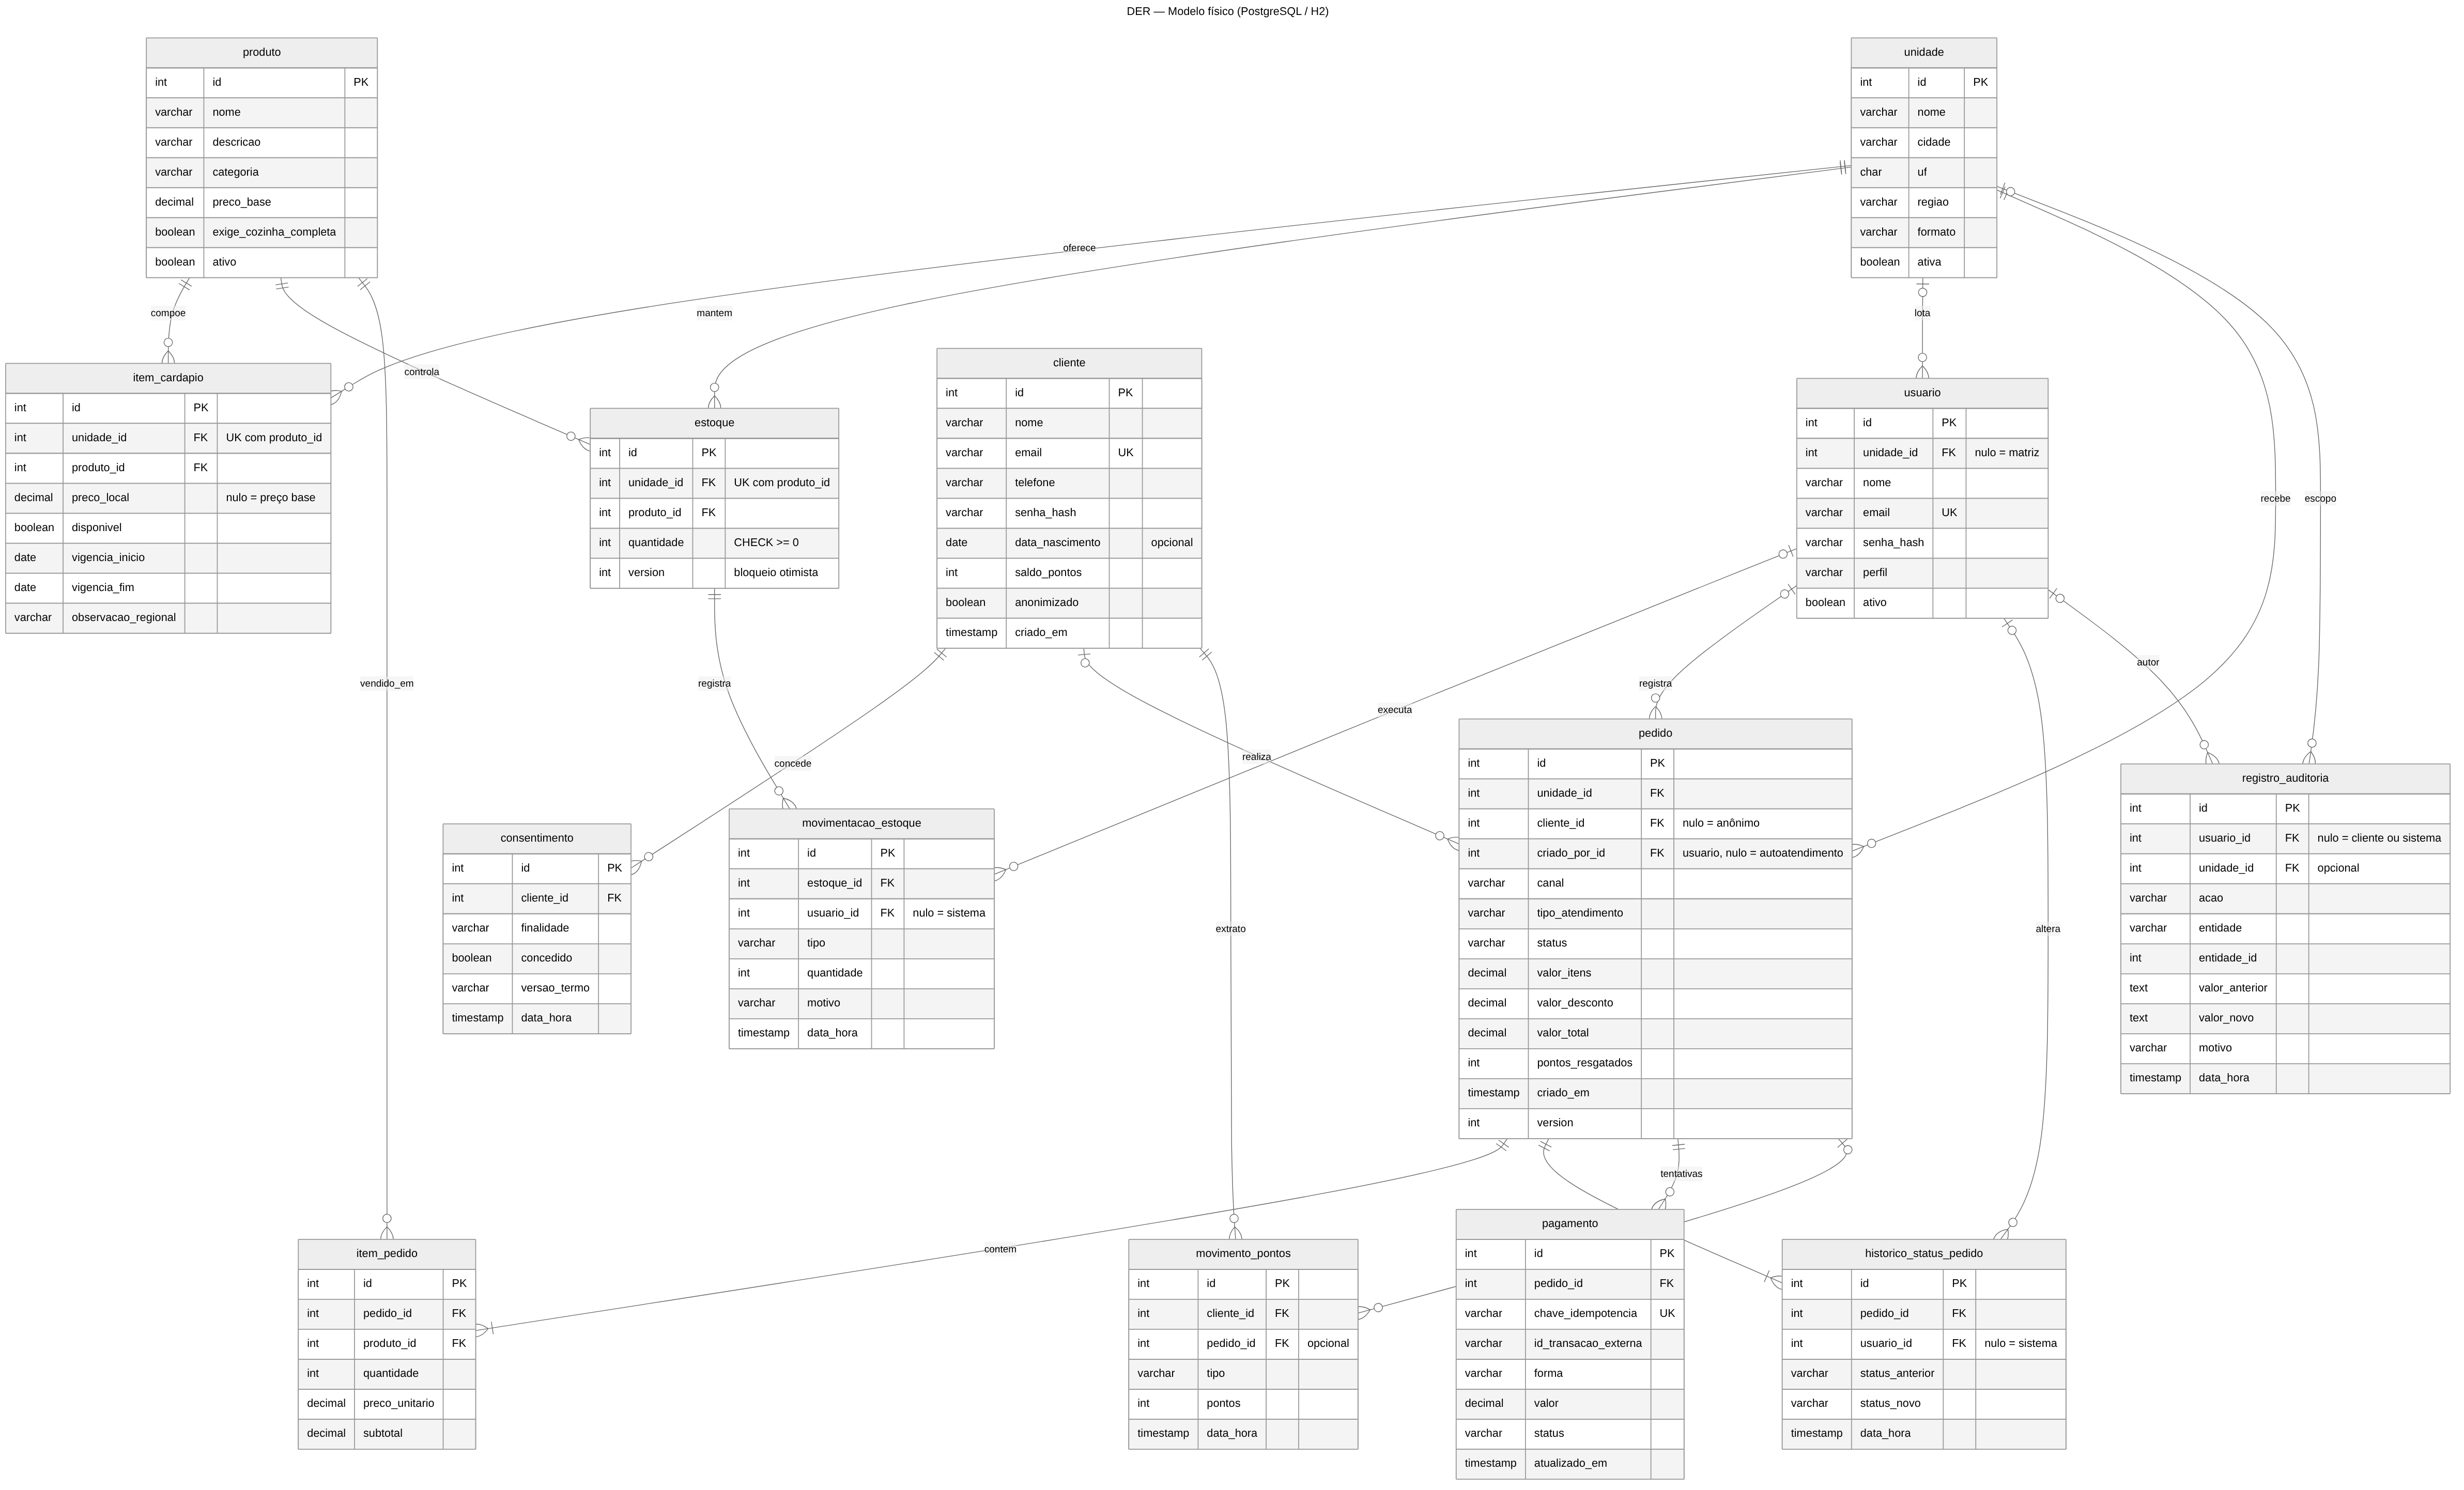 DER — Modelo físico (PostgreSQL / H2)
produto
int id PK
varchar nome
varchar descricao
varchar categoria
decimal preco_base
boolean exige_cozinha_completa
boolean ativo
unidade
int id PK
varchar nome
varchar cidade
char uf
varchar regiao
varchar formato
boolean ativa
oferece
compoe
mantem
lota
controla
item_cardapio
int id PK
int unidade_id FK UK com produto_id
int produto_id FK
decimal preco_local nulo = preço base
boolean disponivel
date vigencia_inicio
date vigencia_fim
varchar observacao_regional
estoque
int id PK
int unidade_id FK UK com produto_id
int produto_id FK
int quantidade CHECK >= 0
int version bloqueio otimista
cliente
int id PK
varchar nome
varchar email UK
varchar telefone
varchar senha_hash
date data_nascimento opcional
int saldo_pontos
boolean anonimizado
timestamp criado_em
usuario
int id PK
int unidade_id FK nulo = matriz
varchar nome
varchar email UK
varchar senha_hash
varchar perfil
boolean ativo
recebe
escopo
vendido_em
registra
concede
realiza
executa
registra
autor
consentimento
int id PK
int cliente_id FK
varchar finalidade
boolean concedido
varchar versao_termo
timestamp data_hora
movimentacao_estoque
int id PK
int estoque_id FK
int usuario_id FK nulo = sistema
varchar tipo
int quantidade
varchar motivo
timestamp data_hora
pedido
int id PK
int unidade_id FK
int cliente_id FK nulo = anônimo
int criado_por_id FK usuario, nulo = autoatendimento
varchar canal
varchar tipo_atendimento
varchar status
decimal valor_itens
decimal valor_desconto
decimal valor_total
int pontos_resgatados
timestamp criado_em
int version
registro_auditoria
int id PK
int usuario_id FK nulo = cliente ou sistema
int unidade_id FK opcional
varchar acao
varchar entidade
int entidade_id
text valor_anterior
text valor_novo
varchar motivo
timestamp data_hora
extrato
altera
tentativas
contem
item_pedido
int id PK
int pedido_id FK
int produto_id FK
int quantidade
decimal preco_unitario
decimal subtotal
movimento_pontos
int id PK
int cliente_id FK
int pedido_id FK opcional
varchar tipo
int pontos
timestamp data_hora
pagamento
int id PK
int pedido_id FK
varchar chave_idempotencia UK
varchar id_transacao_externa
varchar forma
decimal valor
varchar status
timestamp atualizado_em
historico_status_pedido
int id PK
int pedido_id FK
int usuario_id FK nulo = sistema
varchar status_anterior
varchar status_novo
timestamp data_hora